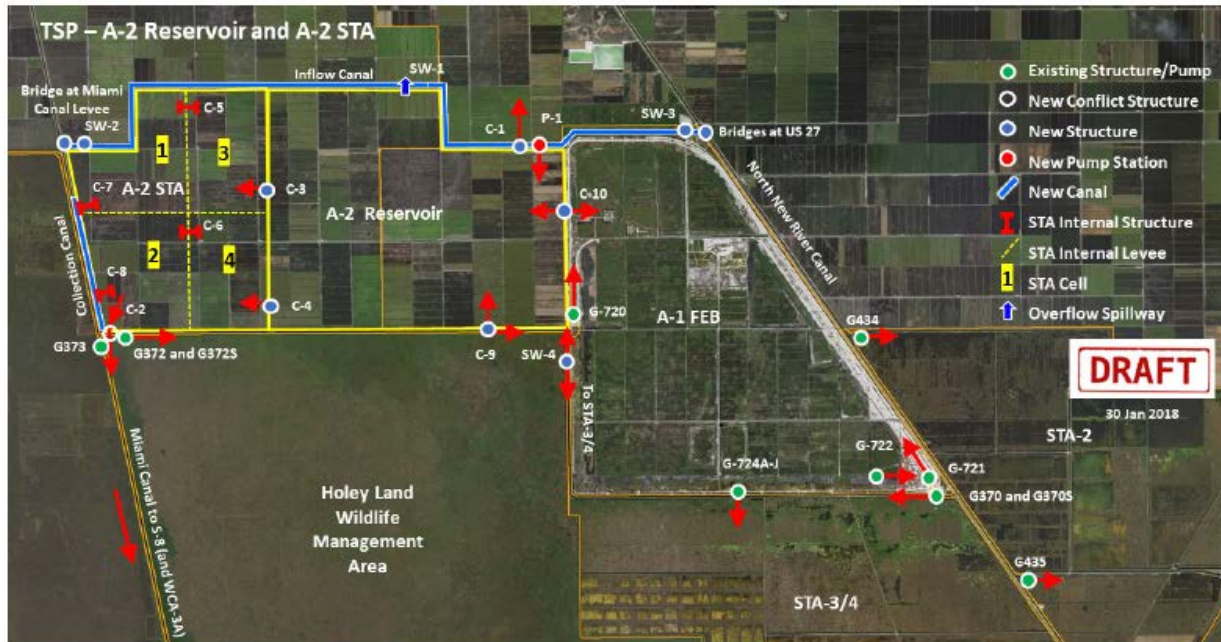 TSP – A-2 Reservoir and A-2 STA
Inflow Canal
SW-1
Bridge at Miami
Canal Levee
SW-2
C-5
1
3
C-1
P-1
SW-3
Bridges at US 27
C-7
A-2 STA
C-3
A-2 Reservoir
C-10
North New River Canal
C-6
2
4
Collection Canal
C-8
C-2
C-4
G-720
A-1 FEB
G373
G372 and G372S
C-9
SW-4
G434
To STA-3/4
Miami Canal to S-8 (and WCA-3A)
Holey Land
Wildlife
Management
Area
G-724A-J
G-722
G-721
G370 and G370S
STA-2
G435
STA-3/4
Existing Structure/Pump
New Conflict Structure
New Structure
New Pump Station
New Canal
STA Internal Structure
STA Internal Levee
1
STA Cell
Overflow Spillway
DRAFT
30 Jan 2018